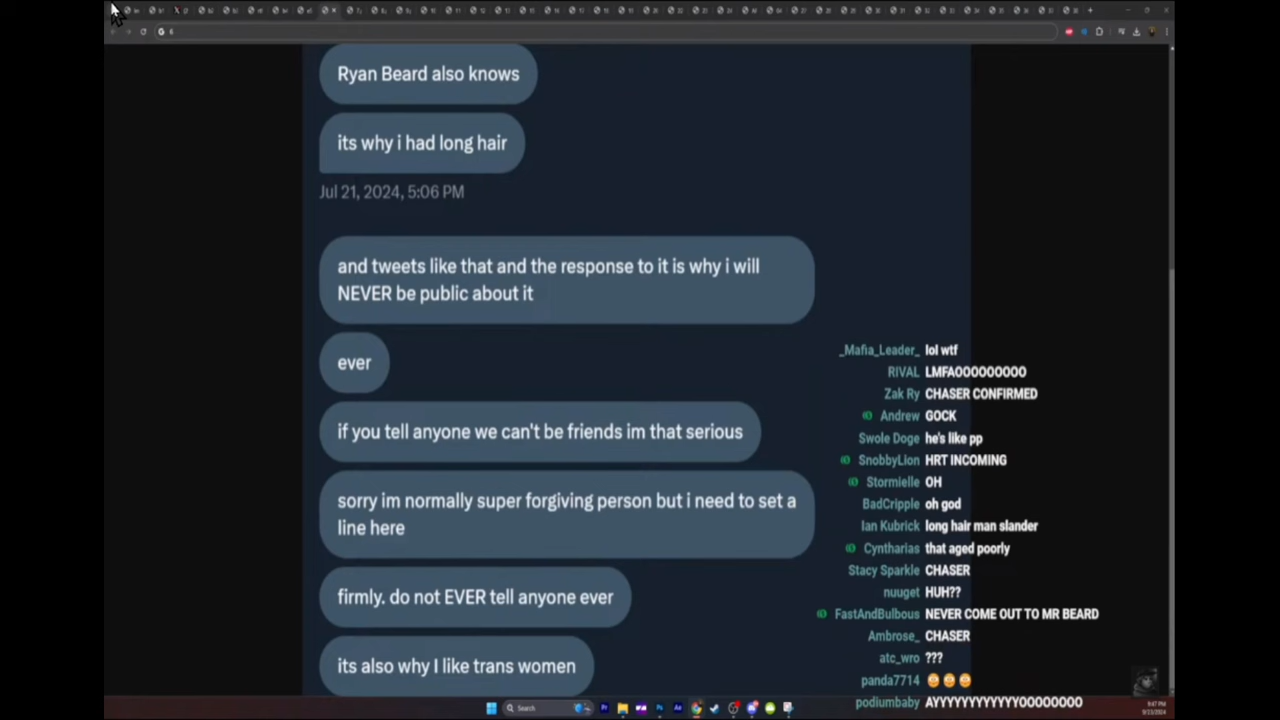 Ryan Beard also knows
its why i had long hair
Jul 21, 2024, 5:06 PM
and tweets like that and the response to it is why i will
NEVER be public about it
ever
if you tell anyone we can't be friends im that serious
sorry im normally super forgiving person but i need to set a
line here
firmly. do not EVER tell anyone ever
its also why I like trans women
_Mafia_Leader_ lol wtf
RIVAL LMFAOOOOOOOOO
Zak Ry CHASER CONFIRMED
Andrew GOCK
Swole Doge he's like pp
SnobbyLion HRT INCOMING
Stormielle OH
BadCripple oh god
Ian Kubrick long hair man slander
Cyntharias that aged poorly
Stacy Sparkle CHASER
nuuget HUH??
FastAndBulbous NEVER COME OUT TO MR BEARD
Ambrose_ CHASER
atc_wro ???
panda7714 😳😳😳
podiumbaby AYYYYYYYYYYYYOOOOOOOO
Search
9:47 PM